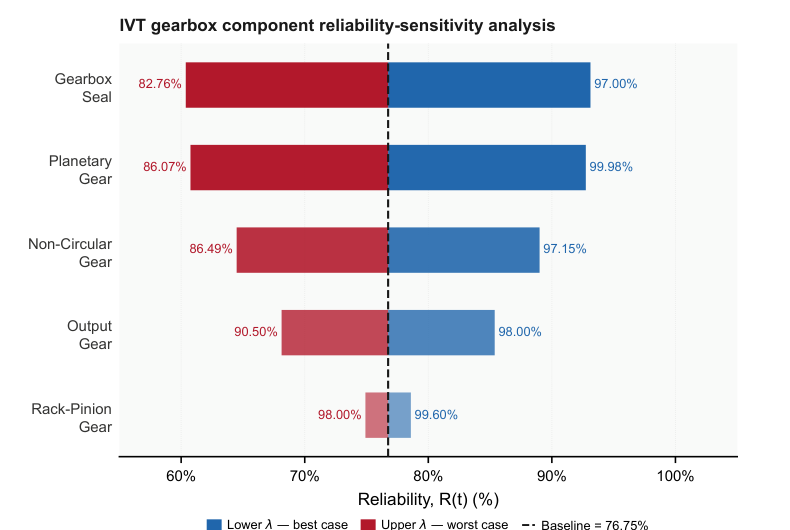 IVT gearbox component reliability-sensitivity analysis
Gearbox
Seal
82.76%
97.00%
Planetary
Gear
86.07%
99.98%
Non-Circular
Gear
86.49%
97.15%
Output
Gear
90.50%
98.00%
Rack-Pinion
Gear
98.00%
99.60%
60%
70%
80%
90%
100%
Reliability, R(t) (%)
Lower λ — best case
Upper λ — worst case
Baseline = 76.75%